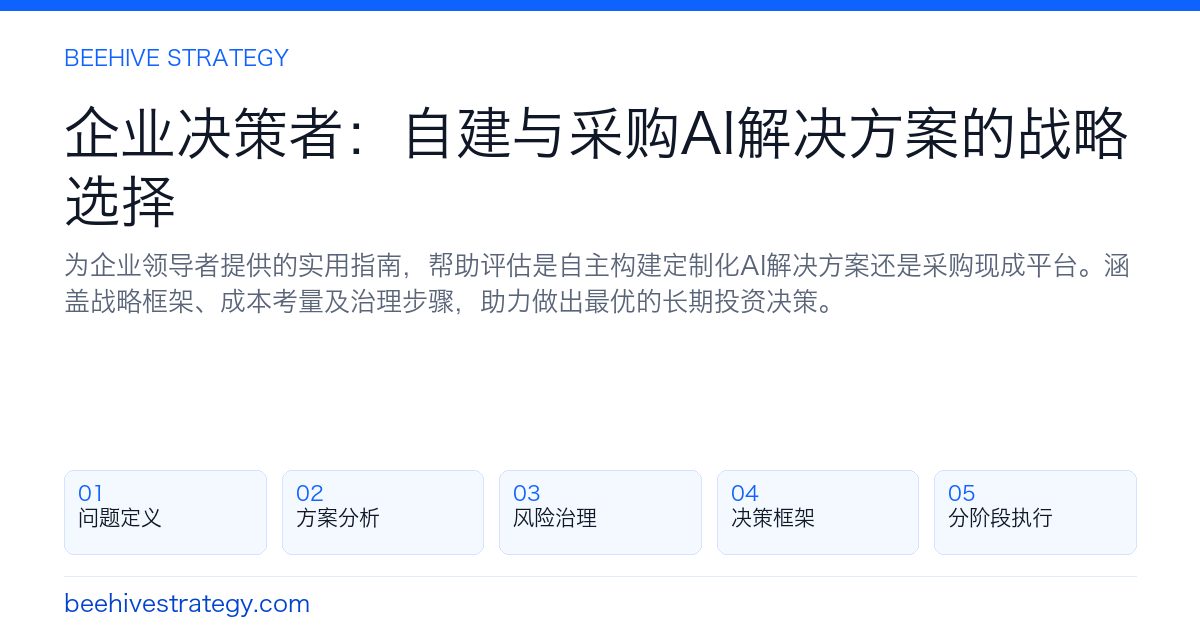 BEEHIVE STRATEGY
企业决策者：自建与采购AI解决方案的战略
选择
为企业领导者提供的实用指南，帮助评估是自主构建定制化AI解决方案还是采购现成平台。涵
盖战略框架、成本考量及治理步骤，助力做出最优的长期投资决策。
01
问题定义
02
方案分析
03
风险治理
04
决策框架
05
分阶段执行
beehivestrategy.com